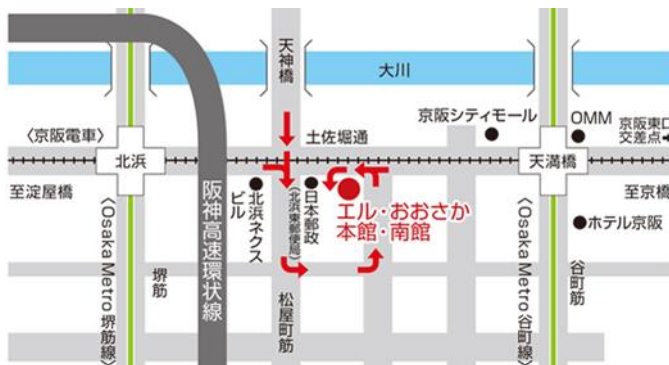 天神橋
大川
京阪シティモール
OMM
京阪東口
交差点
〈京阪電車〉
北浜
土佐堀通
天満橋
至淀屋橋
至京橋
北浜ネクス
ビル
日本郵政
(北浜東郵便局)
エル・おおさか
本館・南館
ホテル京阪
阪神高速環状線
〈Osaka Metro 堺筋線〉
堺筋
松屋町筋
〈Osaka Metro 谷町線〉
谷町筋